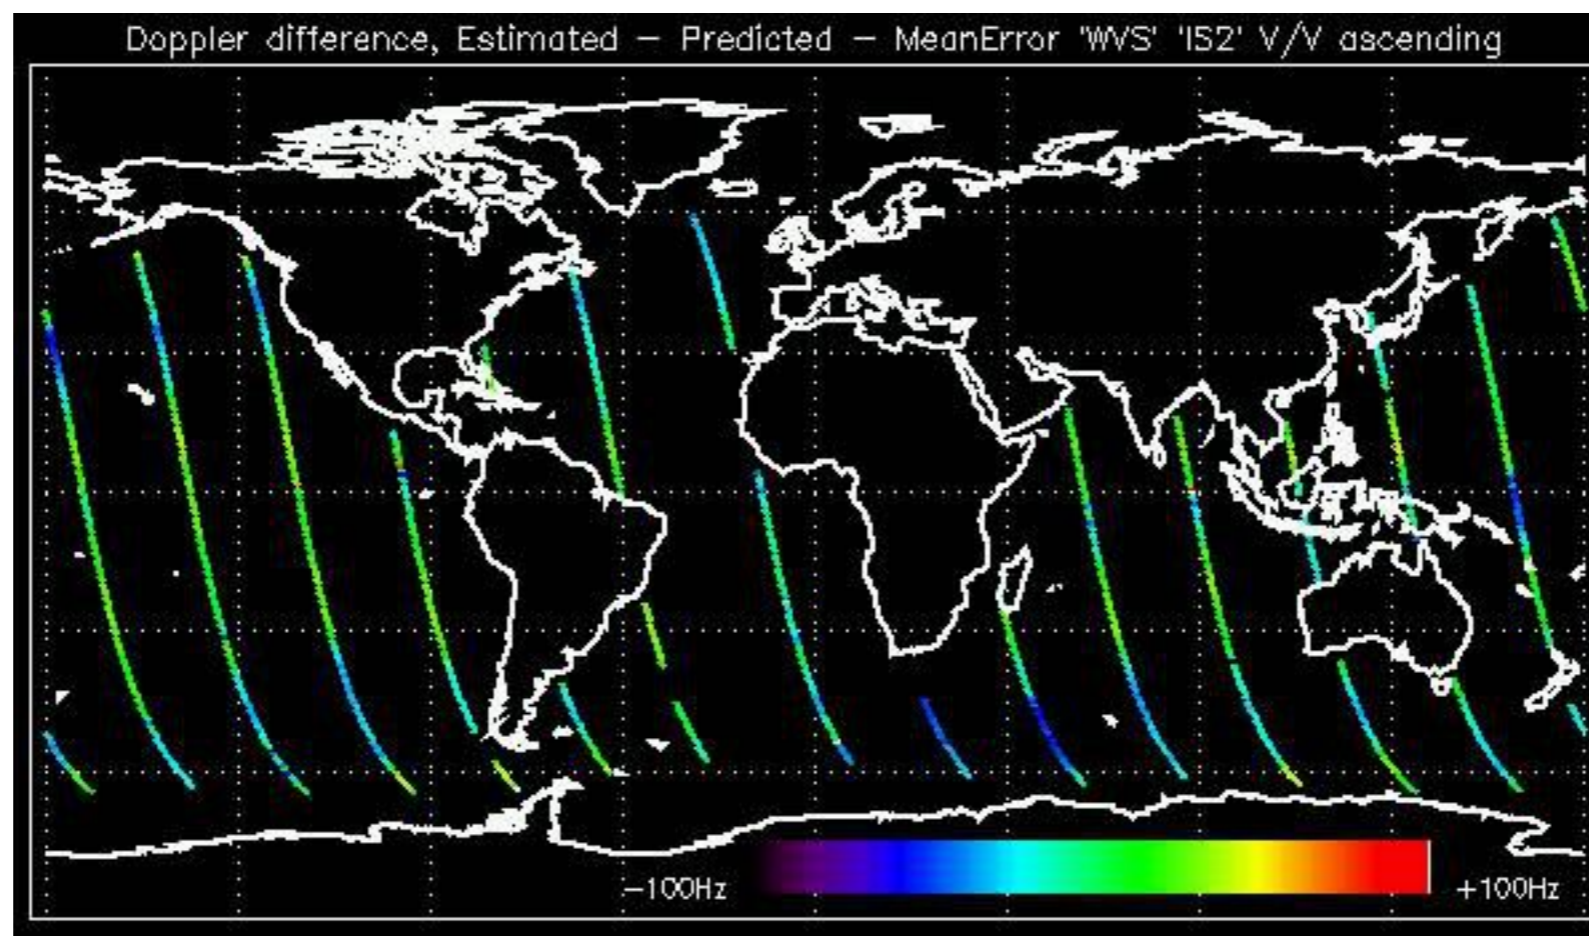 Doppler difference, Estimated – Predicted – MeanError 'WVS' 'IS2' V/V ascending
–100Hz
+100Hz